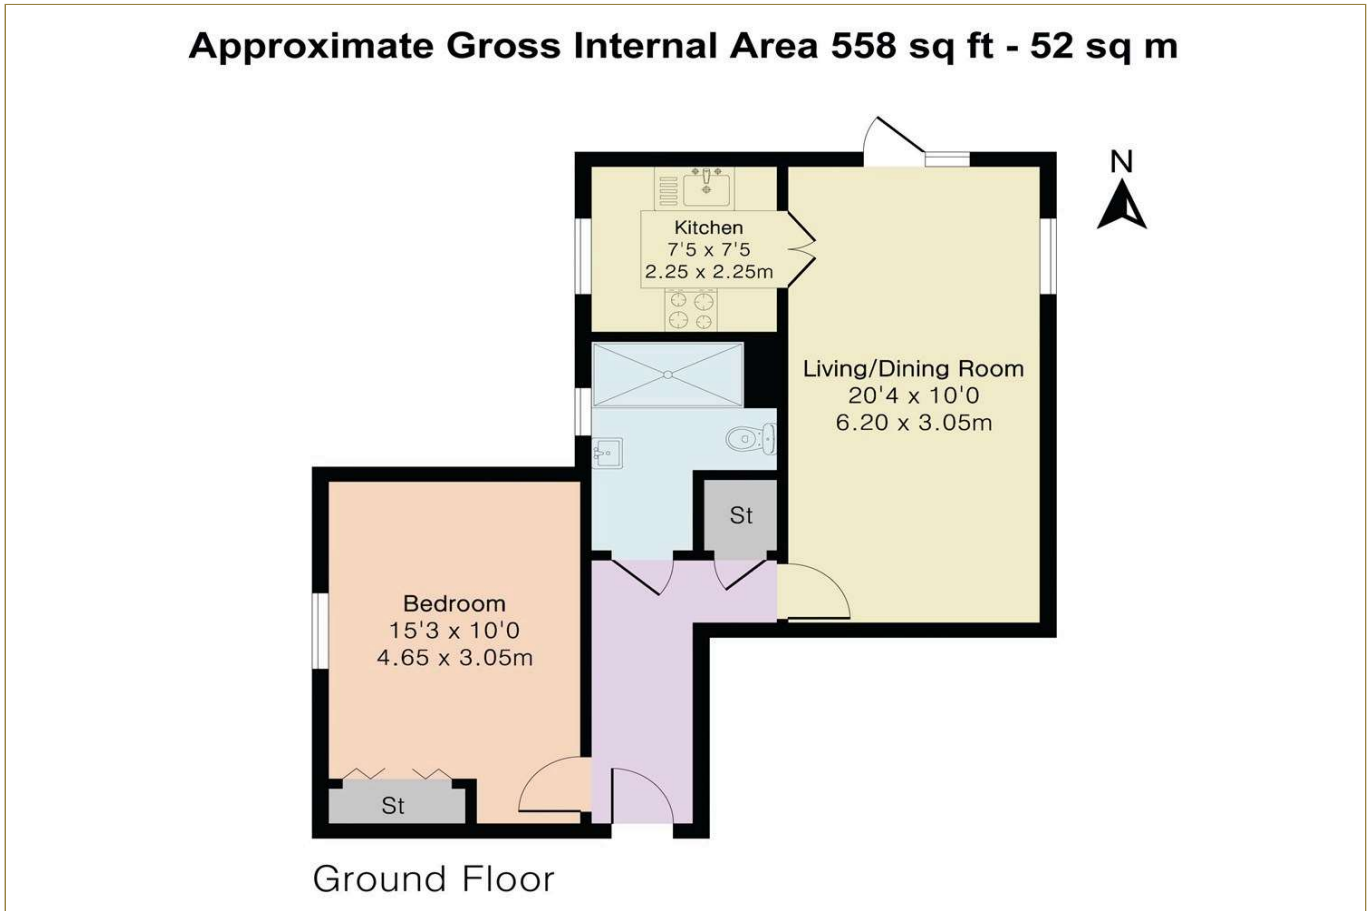 Approximate Gross Internal Area 558 sq ft - 52 sq m
N
Kitchen
7'5 x 7'5
2.25 x 2.25m
Living/Dining Room
20'4 x 10'0
6.20 x 3.05m
St
Bedroom
15'3 x 10'0
4.65 x 3.05m
St
Ground Floor